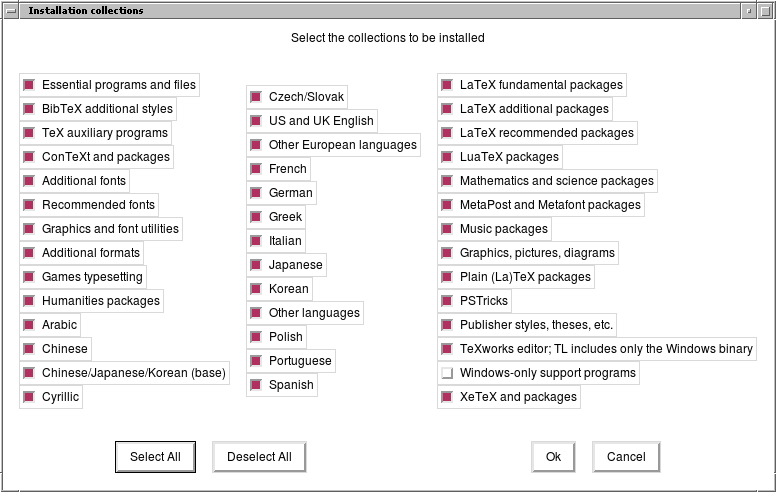 Installation collections
Select the collections to be installed
Essential programs and files
BibTeX additional styles
TeX auxiliary programs
ConTeXt and packages
Additional fonts
Recommended fonts
Graphics and font utilities
Additional formats
Games typesetting
Humanities packages
Arabic
Chinese
Chinese/Japanese/Korean (base)
Cyrillic
Czech/Slovak
US and UK English
Other European languages
French
German
Greek
Italian
Japanese
Korean
Other languages
Polish
Portuguese
Spanish
LaTeX fundamental packages
LaTeX additional packages
LaTeX recommended packages
LuaTeX packages
Mathematics and science packages
MetaPost and Metafont packages
Music packages
Graphics, pictures, diagrams
Plain (La)TeX packages
PSTricks
Publisher styles, theses, etc.
TeXworks editor; TL includes only the Windows binary
Windows-only support programs
XeTeX and packages
Select All
Deselect All
Ok
Cancel